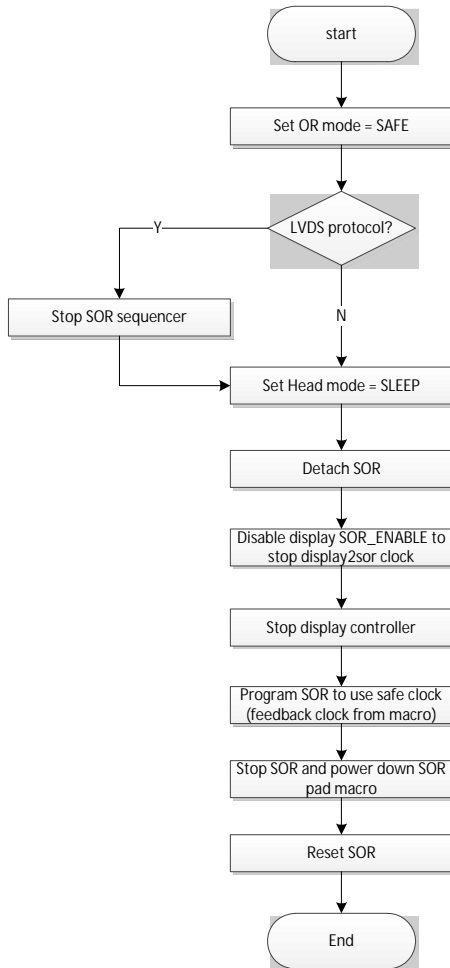 start
Set OR mode = SAFE
LVDS protocol?
Y
N
Stop SOR sequencer
Set Head mode = SLEEP
Detach SOR
Disable display SOR_ENABLE to
stop display2sor clock
Stop display controller
Program SOR to use safe clock
(feedback clock from macro)
Stop SOR and power down SOR
pad macro
Reset SOR
End